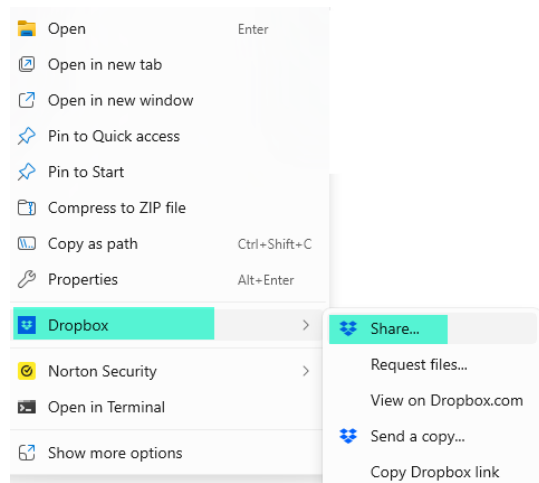 Open Enter
Open in new tab
Open in new window
Pin to Quick access
Pin to Start
Compress to ZIP file
Copy as path Ctrl+Shift+C
Properties Alt+Enter
Dropbox
Norton Security
Open in Terminal
Show more options
Share...
Request files...
View on Dropbox.com
Send a copy...
Copy Dropbox link